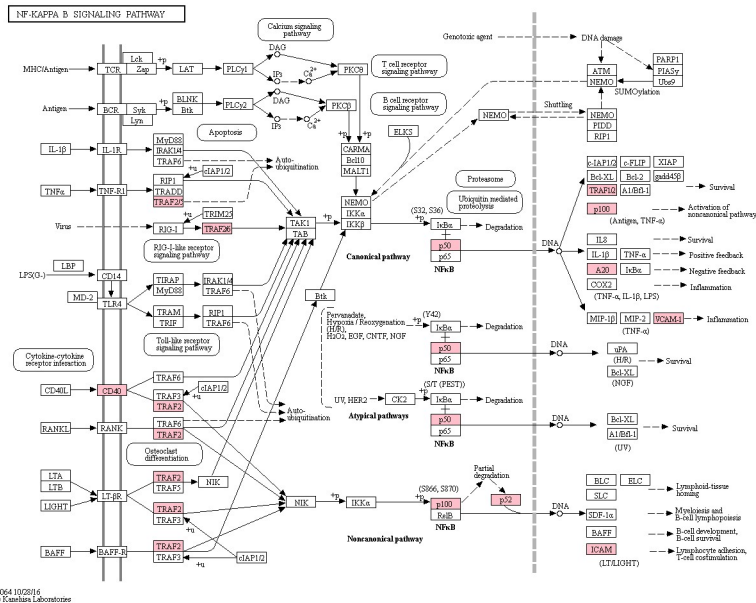 NF-KAPPA B SIGNALING PATHWAY
Calcium signaling
pathway
Genotoxic agent
DNA damage
MHC/Antigen
TCR
Lck
Zap
+p
LAT
PLCγ1
DAG
IP3
Ca2+
PKCθ
T cell receptor
signaling pathway
ATM
NEMO
PARP1
PIASy
Ubc9
SUMOylation
Antigen
BCR
Syk
Lyn
+p
BLNK
Btk
PLCγ2
DAG
IP3
Ca2+
PKCβ
B cell receptor
signaling pathway
+p
+p
ELKS
NEMO
Shuttling
NEMO
PIDD
RIP1
Apoptosis
IL-1β
IL-1R
MyD88
IRAK1/4
TRAF6
Auto-
ubiquitination
CARMA
Bcl10
MALT1
Proteasome
Ubiquitin mediated
proteolysis
TNFα
TNF-R1
RIP1
TRADD
TRAF2/5
+u
cIAP1/2
c-IAP1/2
c-FLIP
XIAP
Bcl-XL
Bcl-2
gadd45β
TRAF1/2
A1/Bfl-1
Survival
p100
(Antigen, TNF-α)
Activation of
noncanonical pathway
Virus
RIG-I
+u
TRIM25
TRAF2/6
TAK1
TAB
+p
NEMO
IKKα
IKKβ
(S32, S36)
+p
IκBα
Degradation
p50
p65
NFκB
Canonical pathway
DNA
RIG-I-like receptor
signaling pathway
IL8
Survival
IL-1β
TNF-α
Positive feedback
A20
IκBα
Negative feedback
COX2
Inflammation
(TNF-α, IL-1β, LPS)
LPS(G-)
LBP
CD14
MD-2
TLR4
TIRAP
MyD88
IRAK1/4
TRAF6
TRAM
TRIF
RIP1
TRAF6
Toll-like receptor
signaling pathway
Btk
MIP-1β
MIP-2
VCAM-1
Inflammation
(TNF-α)
Pervanadate,
Hypoxia / Reoxygenation
(H/R),
H2O2, EGF, CNTF, NGF
(Y42)
+p
IκBα
Degradation
p50
p65
NFκB
DNA
uPA
(H/R)
Bcl-XL
(NGF)
Survival
Cytokine-cytokine
receptor interaction
CD40L
CD40
TRAF6
TRAF3
TRAF2
+u
cIAP1/2
Auto-
ubiquitination
UV, HER2
CK2
(S/T (PEST))
+p
IκBα
Degradation
p50
p65
NFκB
Atypical pathways
DNA
Bcl-XL
A1/Bfl-1
(UV)
Survival
RANKL
RANK
TRAF6
TRAF2
Osteoclast
differentiation
LTA
LTB
LIGHT
LT-βR
TRAF2
TRAF5
NIK
TRAF2
TRAF3
NIK
+p
IKKα
(S866, S870)
+p
p100
RelB
NFκB
Partial
degradation
p52
Noncanonical pathway
DNA
BLC
ELC
SLC
Lymphoid-tissue
homing
SDF-1α
Myelolesis and
B-cell lymphopoissis
BAFF
B-cell development,
B-cell survival
ICAM
Lymphocyte adhesion,
T-cell costimulation
(LT/LIGHT)
BAFF
BAFF-R
TRAF2
TRAF3
+u
cIAP1/2
064 10/28/16
Kanehisa Laboratories